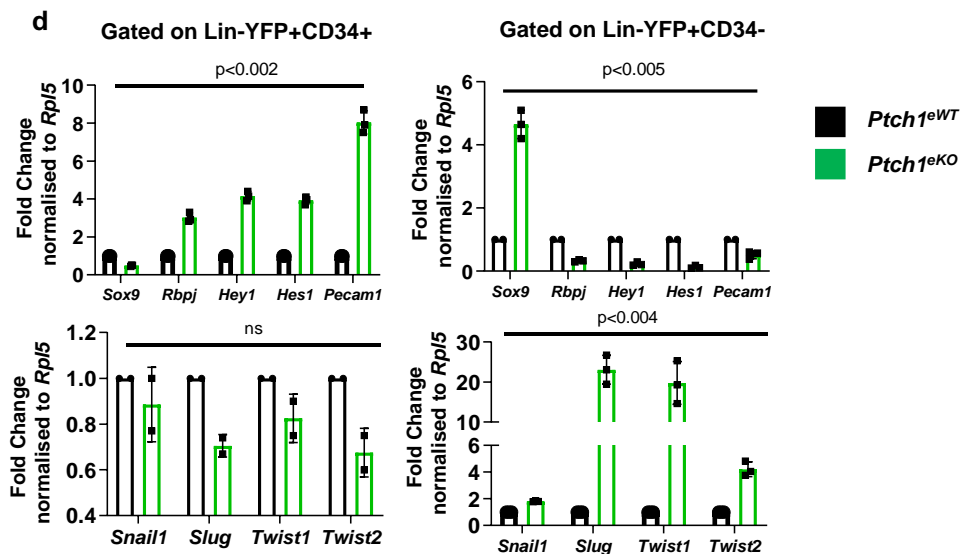 d
Gated on Lin-YFP+CD34+
p<0.002
Fold Change
normalised to Rpl5
10
8
6
4
2
0
Sox9 Rbpj Hey1 Hes1 Pecam1
Gated on Lin-YFP+CD34-
p<0.005
Fold Change
normalised to Rpl5
6
4
2
0
Sox9 Rbpj Hey1 Hes1 Pecam1
Ptch1eWT
Ptch1eKO
ns
Fold Change
normalised to Rpl5
1.2
1.0
0.8
0.6
0.4
Snail1 Slug Twist1 Twist2
p<0.004
Fold Change
normalised to Rpl5
30
20
10
6
4
2
0
Snail1 Slug Twist1 Twist2